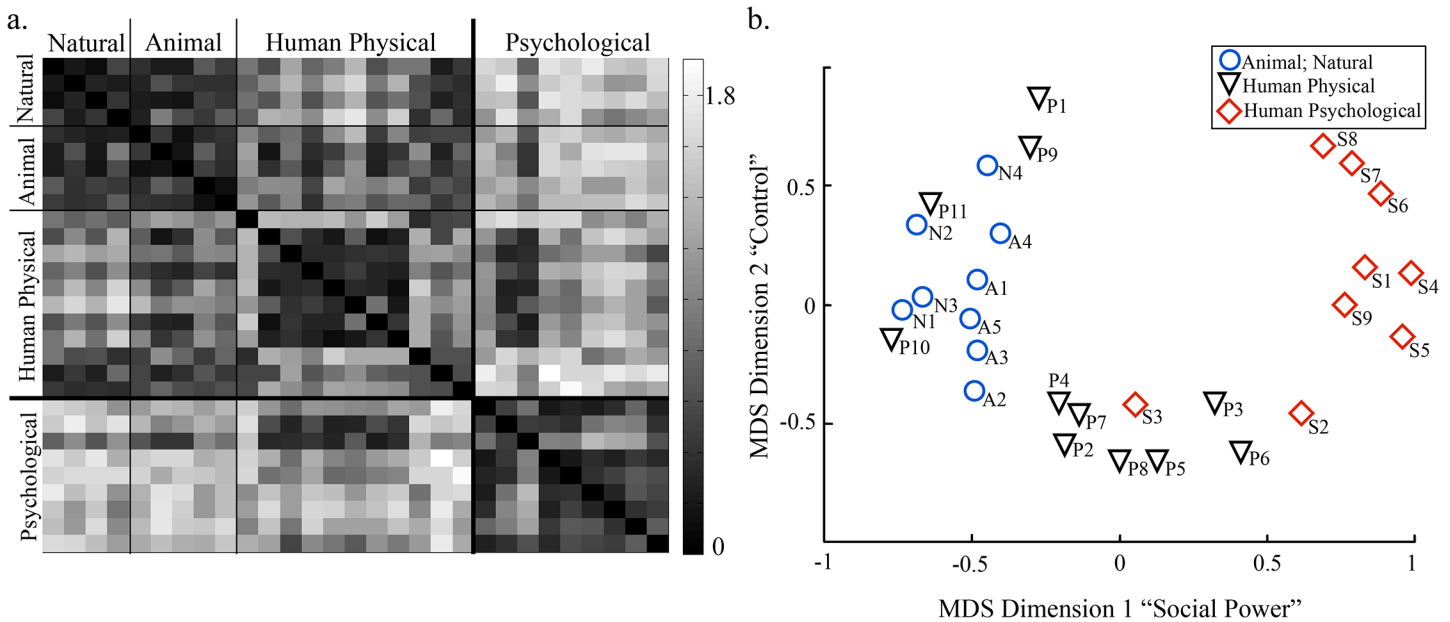 a.
Natural
Animal
Human Physical
Psychological
Natural
Animal
Human Physical
Psychological
1.8
0
b.
Animal; Natural
Human Physical
Human Psychological
MDS Dimension 2 “Control”
0.5
0
-0.5
-1
-0.5
0
0.5
1
MDS Dimension 1 “Social Power”
P1
P9
N4
P11
N2
A4
A1
N3
N1
A5
P10
A3
A2
P4
P7
P2
S3
P8
P5
P3
P6
S2
S8
S7
S6
S1
S4
S9
S5